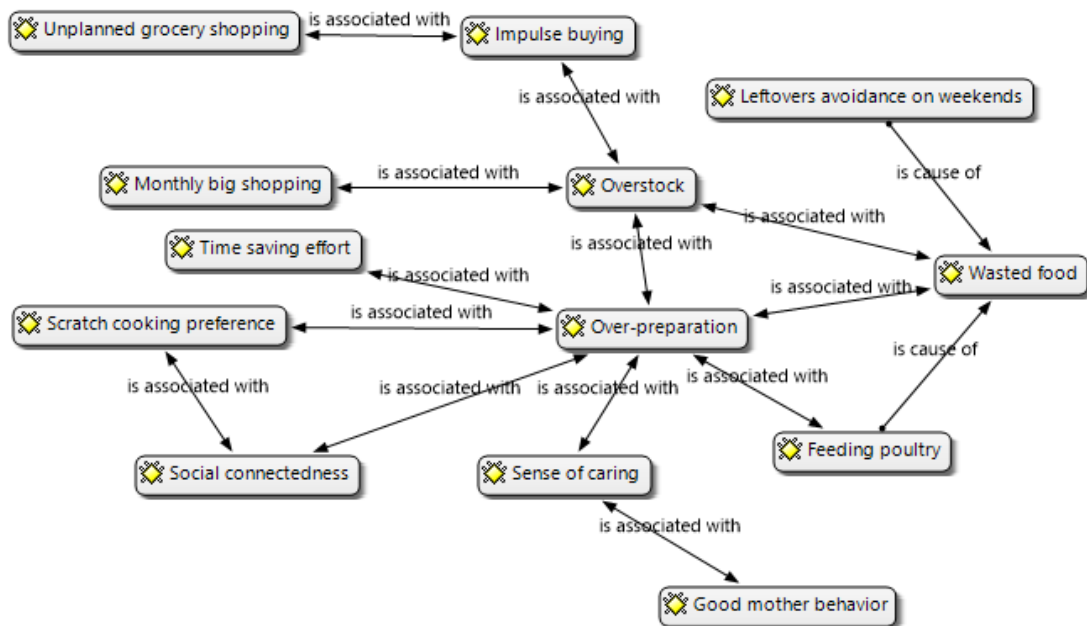 is associated with
Unplanned grocery shopping
Impulse buying
is associated with
Leftovers avoidance on weekends
is associated with
is cause of
Monthly big shopping
Overstock
is associated with
Time saving effort
is associated with
is associated with
Wasted food
is associated with
Scratch cooking preference
is associated with
Over-preparation
is cause of
is associated with
is associated with
is associated with
is associated with
Feeding poultry
Social connectedness
Sense of caring
is associated with
Good mother behavior